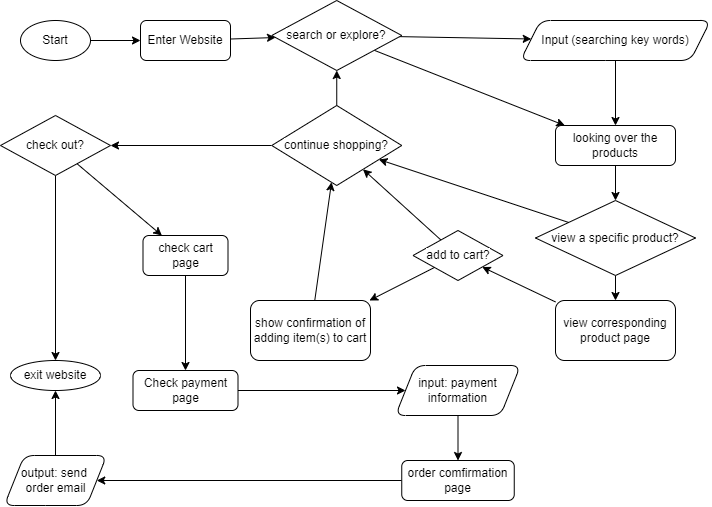 Start
Enter Website
search or explore?
Input (searching key words)
looking over the
products
check out?
continue shopping?
view a specific product?
check cart
page
add to cart?
show confirmation of
adding item(s) to cart
view corresponding
product page
exit website
Check payment
page
input: payment
information
output: send
order email
order comfirmation
page